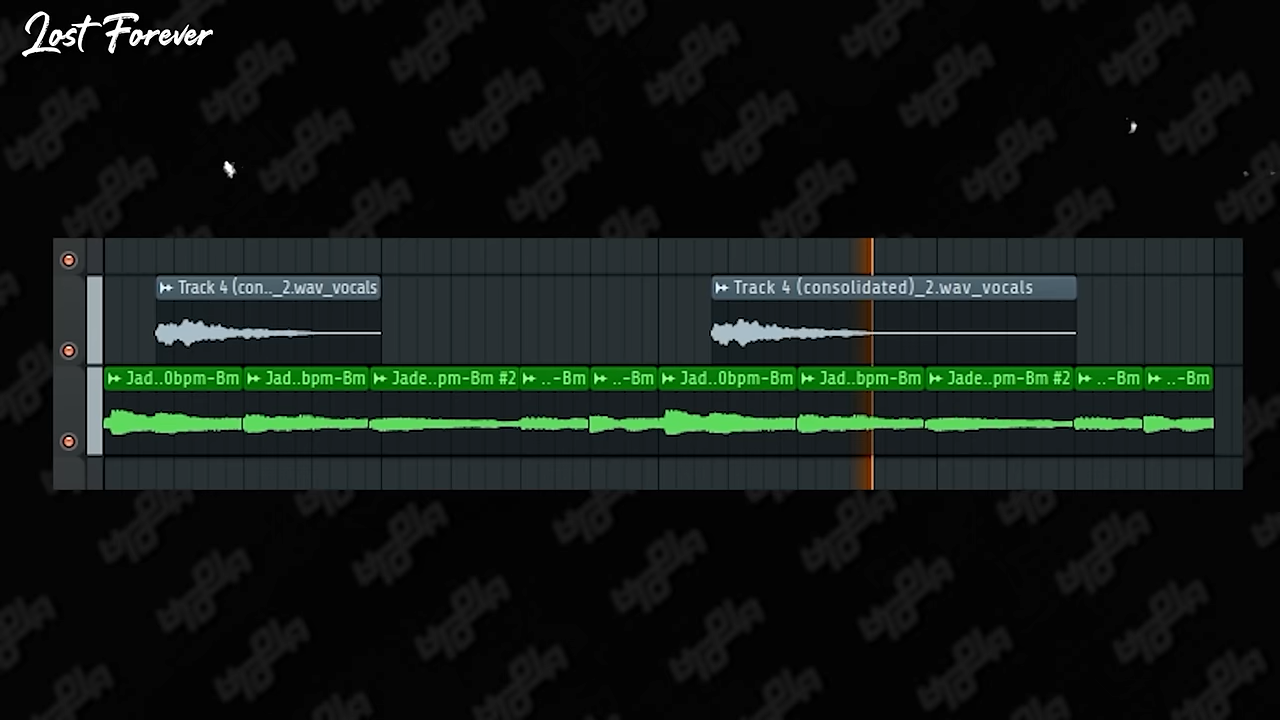 Lost Forever
Track 4 (con.._2.wav_vocals
Track 4 (consolidated)_2.wav_vocals
Jad..0bpm-Bm
Jad..bpm-Bm
Jade..pm-Bm #2
..-Bm
..-Bm
Jad..0bpm-Bm
Jad..bpm-Bm
Jade..pm-Bm #2
..-Bm
..-Bm